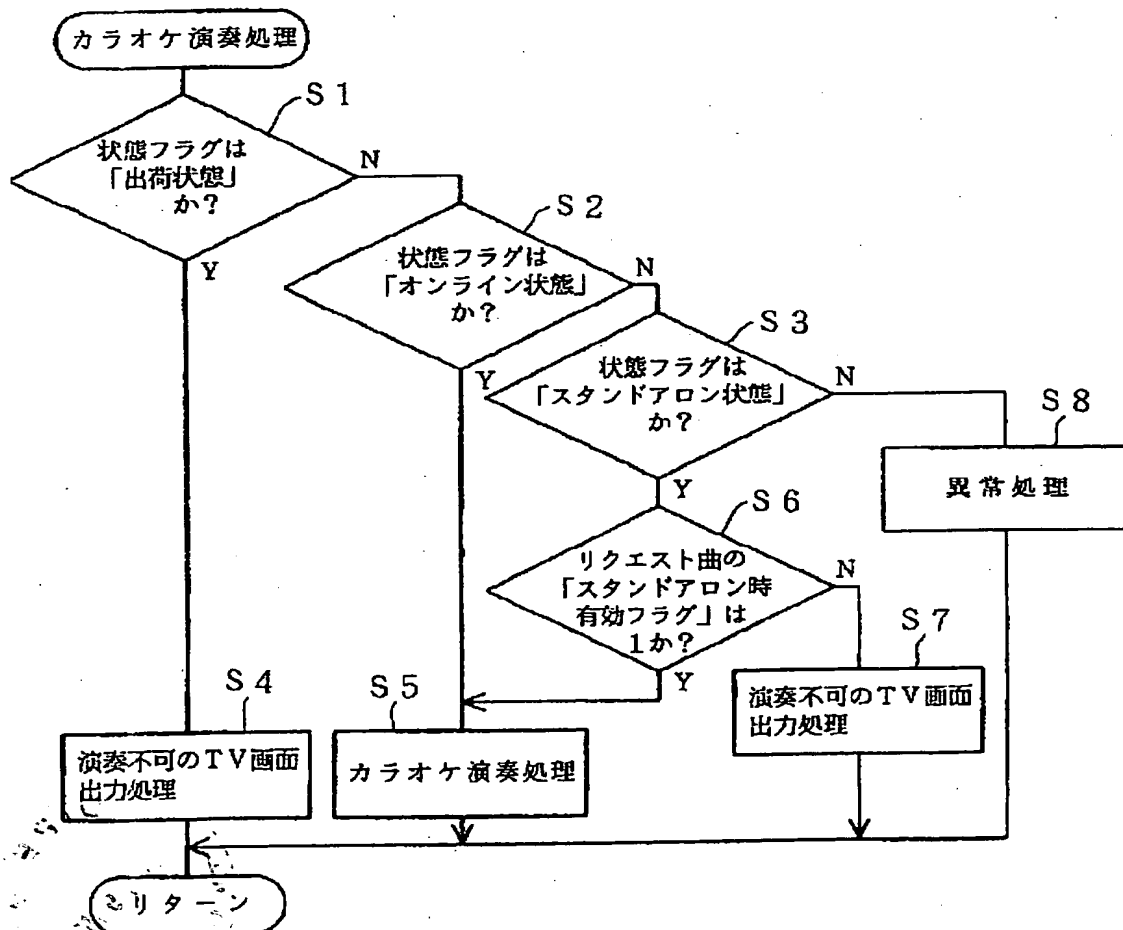 カラオケ演奏処理
S1
状態フラグは
「出荷状態」
か？
N
Y
S2
状態フラグは
「オンライン状態」
か？
N
Y
S3
状態フラグは
「スタンドアロン状態」
か？
N
Y
S8
異常処理
S6
リクエスト曲の
「スタンドアロン時
有効フラグ」は
1か？
N
Y
S7
演奏不可のTV画面
出力処理
S4
演奏不可のTV画面
出力処理
S5
カラオケ演奏処理
リターン